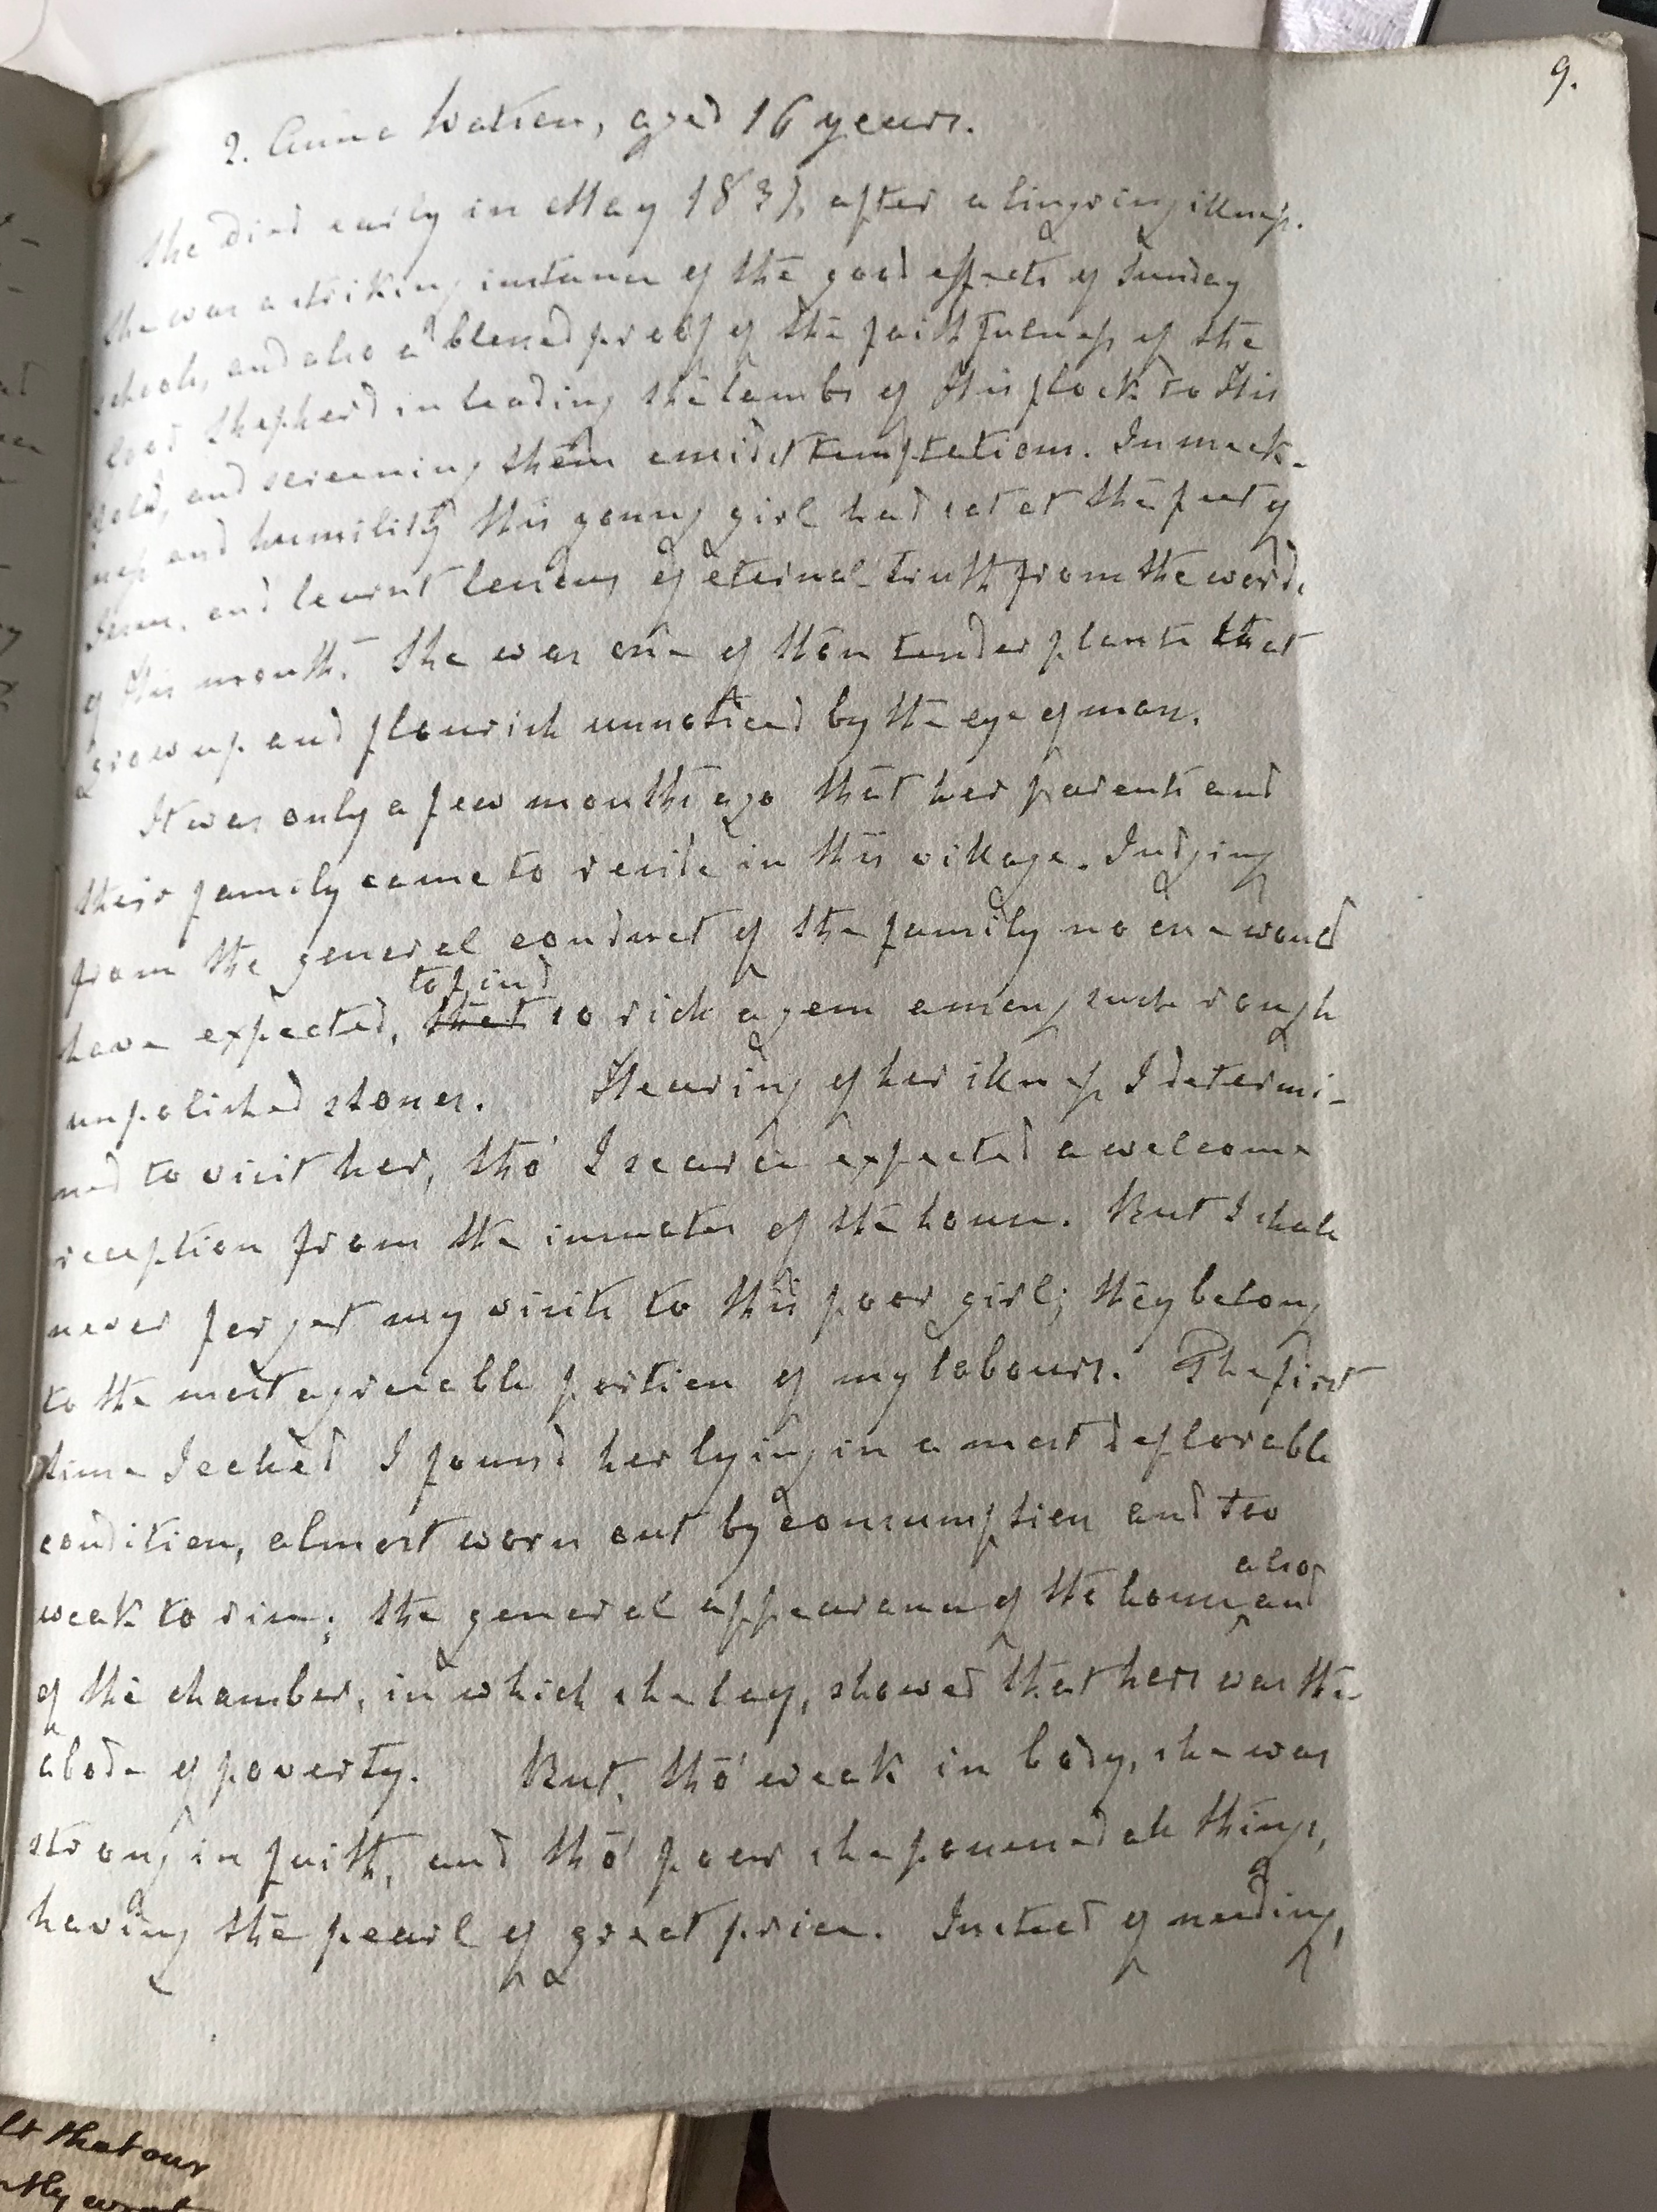 9.
2. Anna Watson, aged 16 years.
She died early in May 1837, after a lingring illness.
She was a striking instance of the good effects of Sunday
schools, and also a blessed proof of the faithfulness of the
Good Shepherd in leading the lambs of His flock to His
fold, and screening them amidst temptations. In meek-
ness and humility this young girl had sat at the feet of
Jesus, and learnt lessons of eternal truth from the words
of His mouth. She was one of those tender plants that
grow up and flourish unnoticed by the eye of man.
It was only a few months ago that her parents and
their family came to reside in this village. Judging
from the general conduct of the family no one would
to find
have expected, that so rich a gem among such rough
unpolished stones. Hearing of her illness I determi-
ned to visit her, tho' I scarce expected a welcome
reception from the inmates of the house. But I shall
never forget my visits to this poor girl; they belong
to the most agreeable portion of my labours. The first
time I called I found her lying in a most deplorable
condition, almost worn out by consumption and too
also
weak to rise; the general appearance of the house, and
of the chamber, in which she lay, showed that hers was the
abode of poverty. But, tho' weak in body, she was
strong in faith, and tho' poor she possessed all things,
having the pearl of great price. Instead of needing,
lt that our